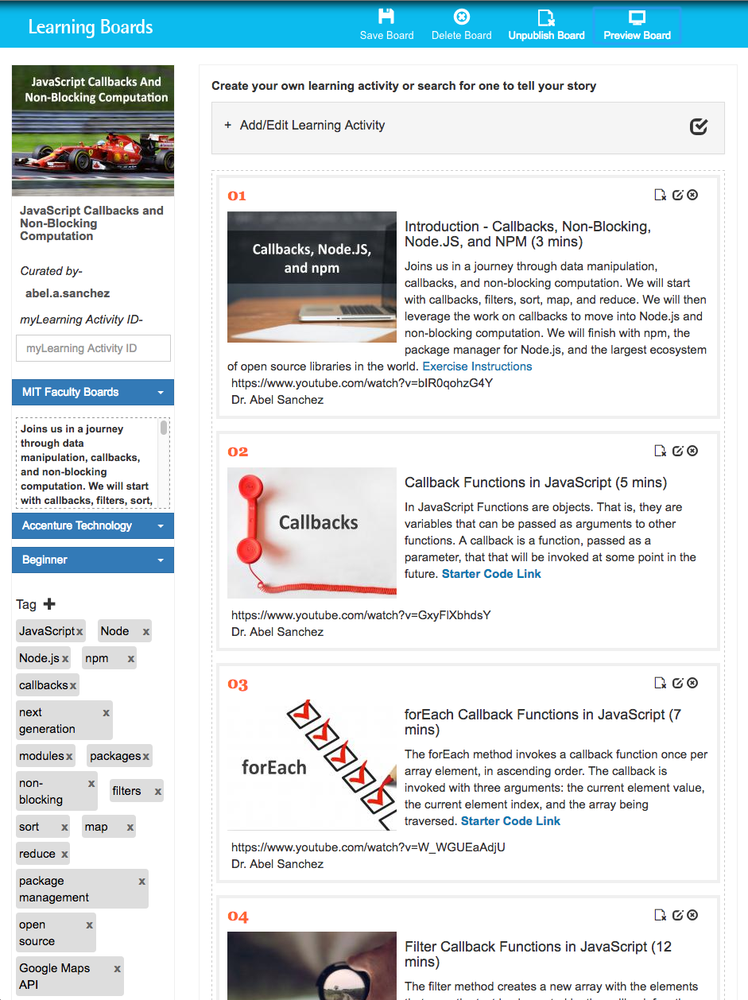 Learning Boards
Save Board
Delete Board
Unpublish Board
Preview Board
JavaScript Callbacks And
Non-Blocking Computation
JavaScript Callbacks and
Non-Blocking
Computation
Curated by-
abel.a.sanchez
myLearning Activity ID-
myLearning Activity ID
MIT Faculty Boards
Joins us in a journey
through data
manipulation, callbacks,
and non-blocking
computation. We will start
with callbacks, filters, sort,
Accenture Technology
Beginner
Tag
JavaScript x
Node x
Node.js x
npm x
callbacks x
next x
generation
modules x
packages x
non- x
blocking
filters x
sort x
map x
reduce x
package x
management
open x
source
Google Maps x
API
Create your own learning activity or search for one to tell your story
+ Add/Edit Learning Activity
01
Callbacks, Node.JS,
and npm
Introduction - Callbacks, Non-Blocking,
Node.JS, and NPM (3 mins)
Joins us in a journey through data manipulation,
callbacks, and non-blocking computation. We will start
with callbacks, filters, sort, map, and reduce. We will then
leverage the work on callbacks to move into Node.js and
non-blocking computation. We will finish with npm, the
package manager for Node.js, and the largest ecosystem
of open source libraries in the world. Exercise Instructions
https://www.youtube.com/watch?v=bIR0qohzG4Y
Dr. Abel Sanchez
02
Callbacks
Callback Functions in JavaScript (5 mins)
In JavaScript Functions are objects. That is, they are
variables that can be passed as arguments to other
functions. A callback is a function, passed as a
parameter, that that will be invoked at some point in the
future. Starter Code Link
https://www.youtube.com/watch?v=GxyFlXbhdsY
Dr. Abel Sanchez
03
forEach
forEach Callback Functions in JavaScript (7
mins)
The forEach method invokes a callback function once per
array element, in ascending order. The callback is
invoked with three arguments: the current element value,
the current element index, and the array being
traversed. Starter Code Link
https://www.youtube.com/watch?v=W_WGUEaAdjU
Dr. Abel Sanchez
04
Filter Callback Functions in JavaScript (12
mins)
The filter method creates a new array with the elements